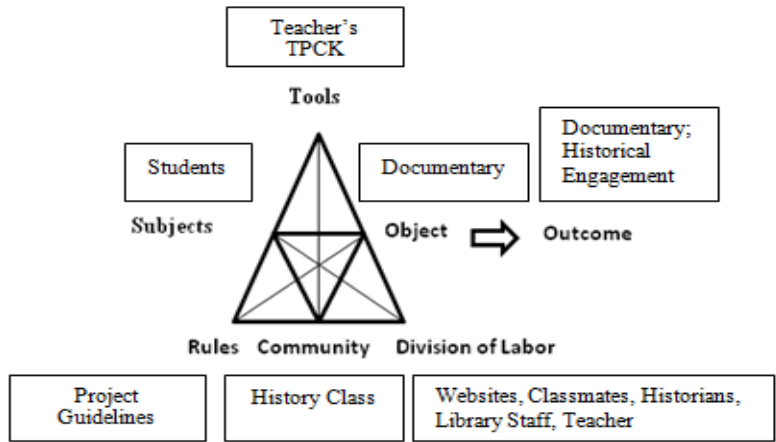 Teacher's
TPCK
Tools
Students
Documentary
Documentary;
Historical
Engagement
Subjects
Object
Outcome
Rules Community Division of Labor
Project
Guidelines
History Class
Websites, Classmates, Historians,
Library Staff, Teacher